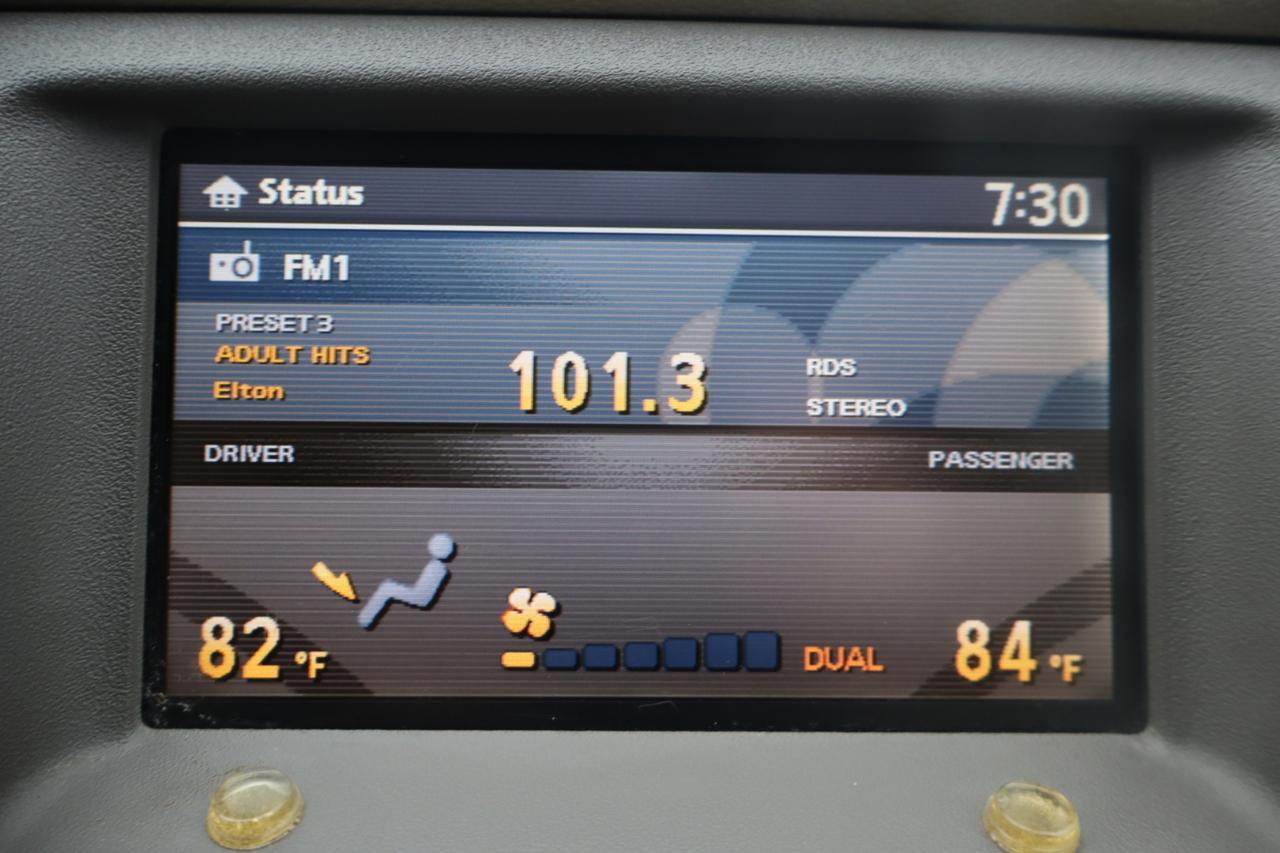 Status
7:30
FM1
PRESET 3
ADULT HITS
Elton
101.3
RDS
STEREO
DRIVER
PASSENGER
82 °F
DUAL
84 °F